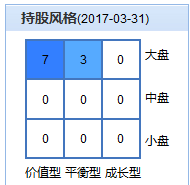 持股风格(2017-03-31)
7 3 0 大盘
0 0 0 中盘
0 0 0 小盘
价值型 平衡型 成长型